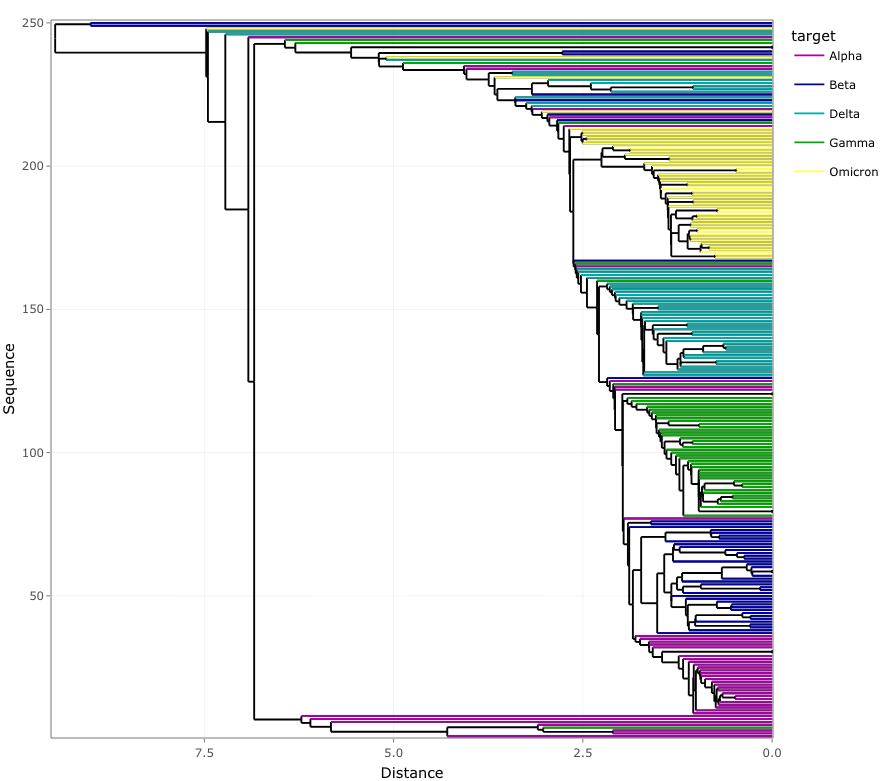 250
200
150
100
50
Sequence
7.5
5.0
2.5
0.0
Distance
target
Alpha
Beta
Delta
Gamma
Omicron